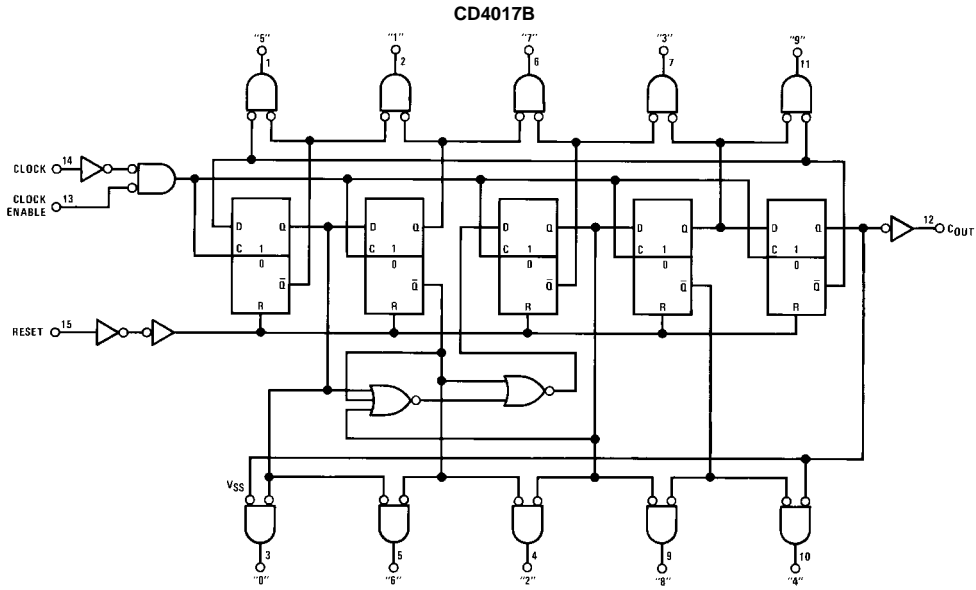 CD4017B
"5" "1" "7" "3" "9"
1 2 6 7 11
CLOCK 14
CLOCK ENABLE 13
D Q D Q D Q D Q D Q
C 1 C 1 C 1 C 1 C 1
0 0 0 0 0
Q̅ Q̅ Q̅ Q̅ Q̅
R R R R R
12 COUT
RESET 15
VSS
3 5 4 9 10
"0" "6" "2" "8" "4"